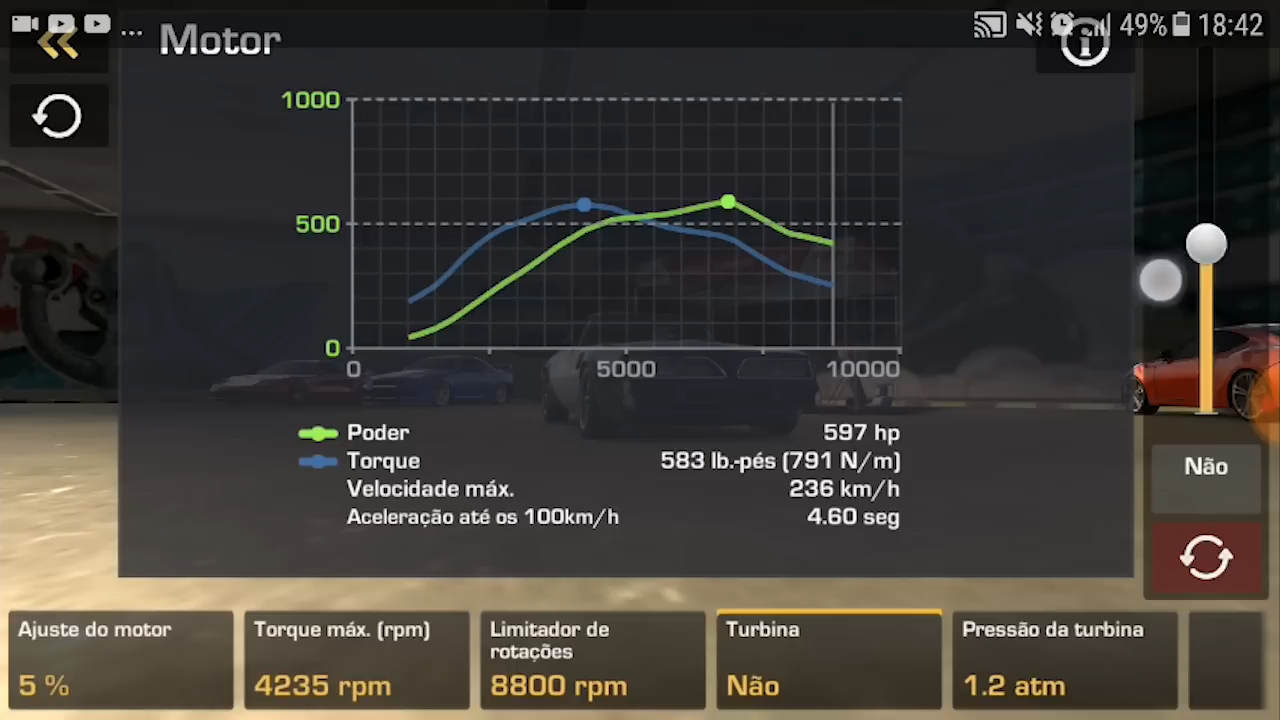 ... 49% 18:42
Motor
1000
500
0
0 5000 10000
Poder 597 hp
Torque 583 lb.-pés (791 N/m)
Velocidade máx. 236 km/h
Aceleração até os 100km/h 4.60 seg
Não
Ajuste do motor
5 %
Torque máx. (rpm)
4235 rpm
Limitador de
rotações
8800 rpm
Turbina
Não
Pressão da turbina
1.2 atm